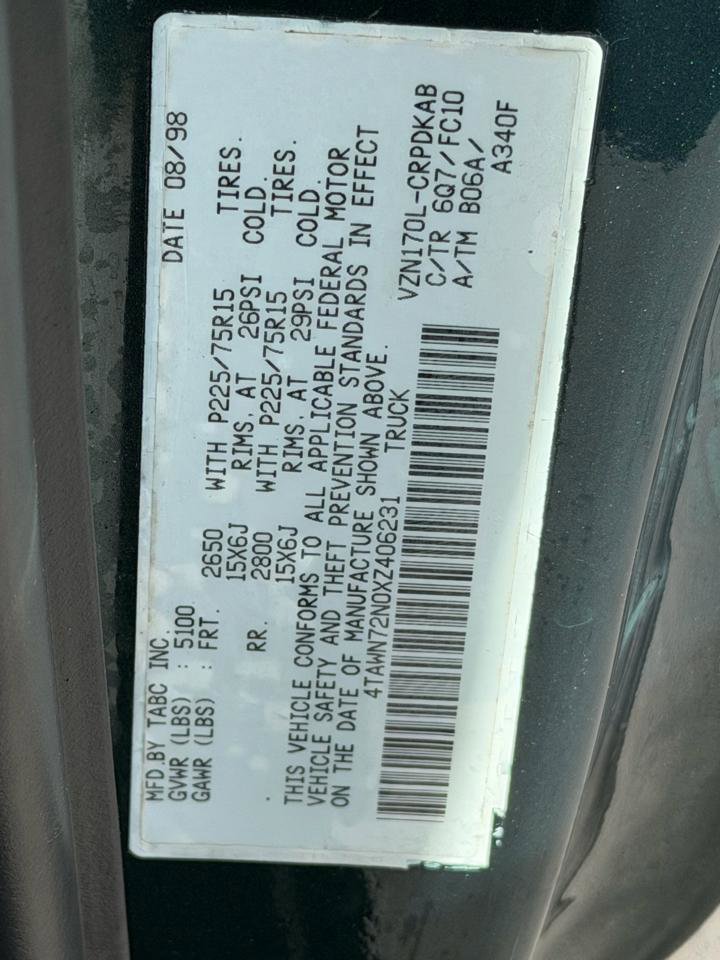 MFD.BY TABC INC. DATE 08/98
GVWR (LBS) : 5100
GAWR (LBS) : FRT. 2650 WITH P225/75R15 TIRES.
15X6J RIMS. AT 26PSI COLD.
RR. 2800 WITH P225/75R15 TIRES.
15X6J RIMS. AT 29PSI COLD.
THIS VEHICLE CONFORMS TO ALL APPLICABLE FEDERAL MOTOR
VEHICLE SAFETY AND THEFT PREVENTION STANDARDS IN EFFECT
ON THE DATE OF MANUFACTURE SHOWN ABOVE.
4TAWN72N0XZ406231 TRUCK
VZN170L-CRPDKAB
C/TR 6Q7/FC10
A/TM B06A/
A340F